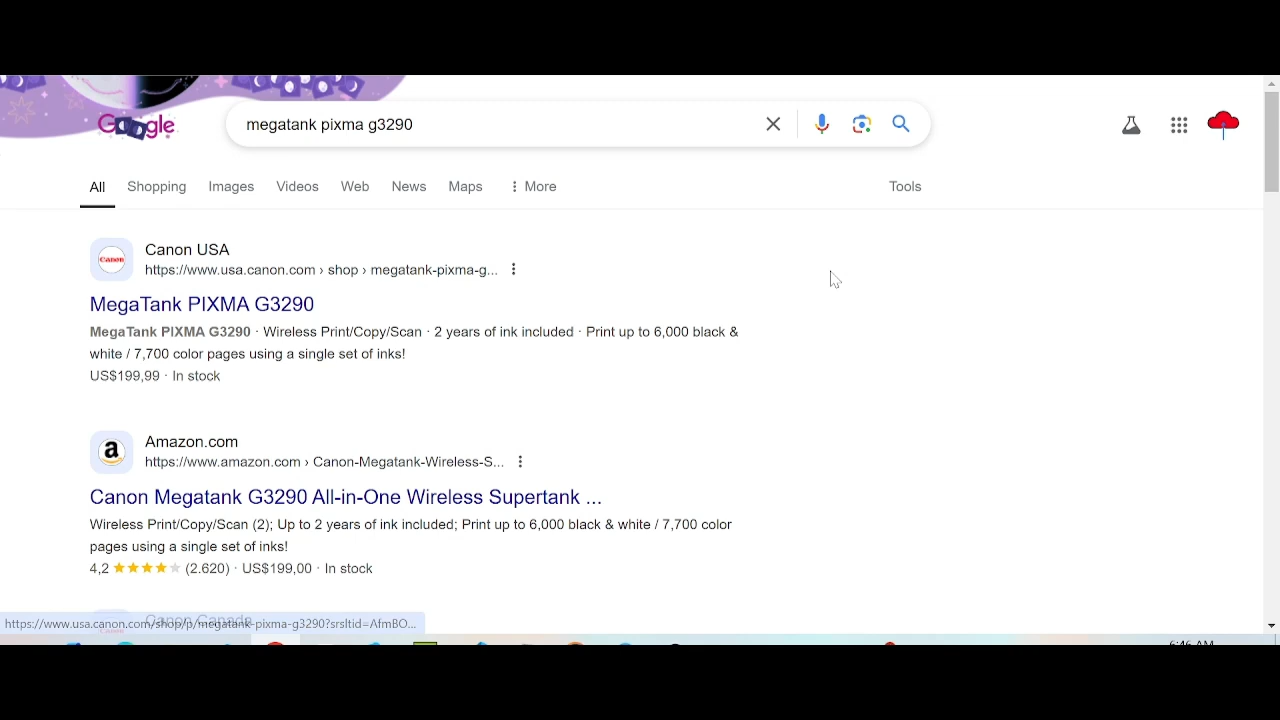 Google
megatank pixma g3290
All Shopping Images Videos Web News Maps More Tools
Canon
Canon USA
https://www.usa.canon.com › shop › megatank-pixma-g...
MegaTank PIXMA G3290
MegaTank PIXMA G3290 · Wireless Print/Copy/Scan · 2 years of ink included · Print up to 6,000 black &
white / 7,700 color pages using a single set of inks!
US$199,99 · In stock
a
Amazon.com
https://www.amazon.com › Canon-Megatank-Wireless-S...
Canon Megatank G3290 All-in-One Wireless Supertank ...
Wireless Print/Copy/Scan (2); Up to 2 years of ink included; Print up to 6,000 black & white / 7,700 color
pages using a single set of inks!
4,2 (2.620) · US$199,00 · In stock
Canon Canada
https://www.usa.canon.com/shop/p/megatank-pixma-g3290?srsltid=AfmBO...
6:46 AM